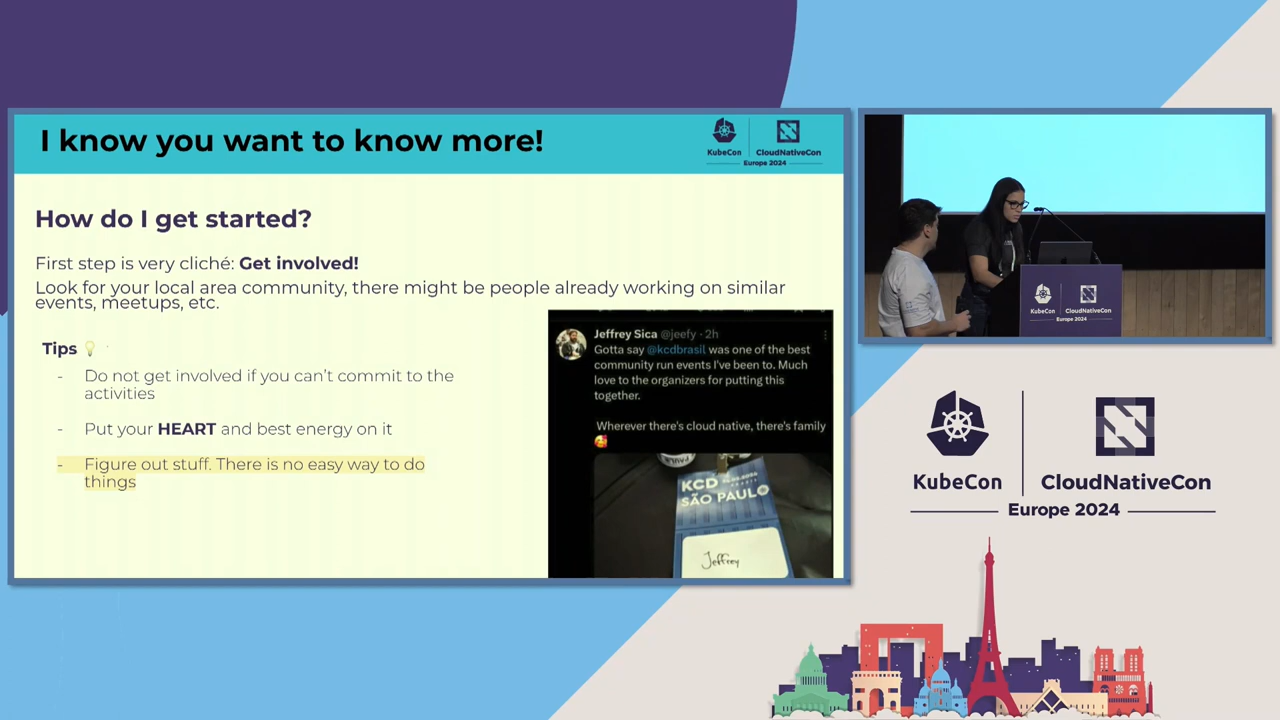 I know you want to know more!
KubeCon
CloudNativeCon
Europe 2024
How do I get started?
First step is very cliché: Get involved!
Look for your local area community, there might be people already working on similar
events, meetups, etc.
Tips
- Do not get involved if you can't commit to the
activities
- Put your HEART and best energy on it
- Figure out stuff. There is no easy way to do
things
Jeffrey Sica @jeefy · 2h
Gotta say @kcdbrasil was one of the best
community run events I've been to. Much
love to the organizers for putting this
together.
Wherever there's cloud native, there's family
KCD
SÃO PAULO
Jeffrey
KubeCon
CloudNativeCon
Europe 2024
KubeCon
CloudNativeCon
Europe 2024